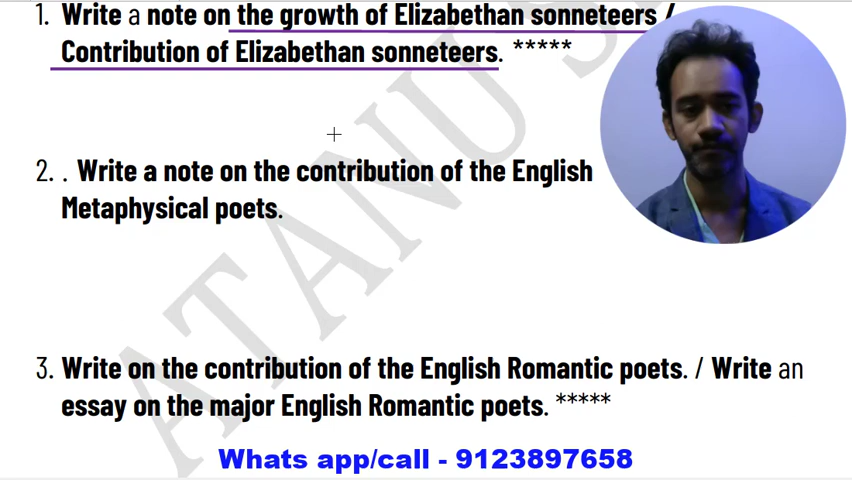 1. Write a note on the growth of Elizabethan sonneteers /
Contribution of Elizabethan sonneteers. *****
2. . Write a note on the contribution of the English
Metaphysical poets.
3. Write on the contribution of the English Romantic poets. / Write an
essay on the major English Romantic poets. *****
Whats app/call - 9123897658
ATANU S